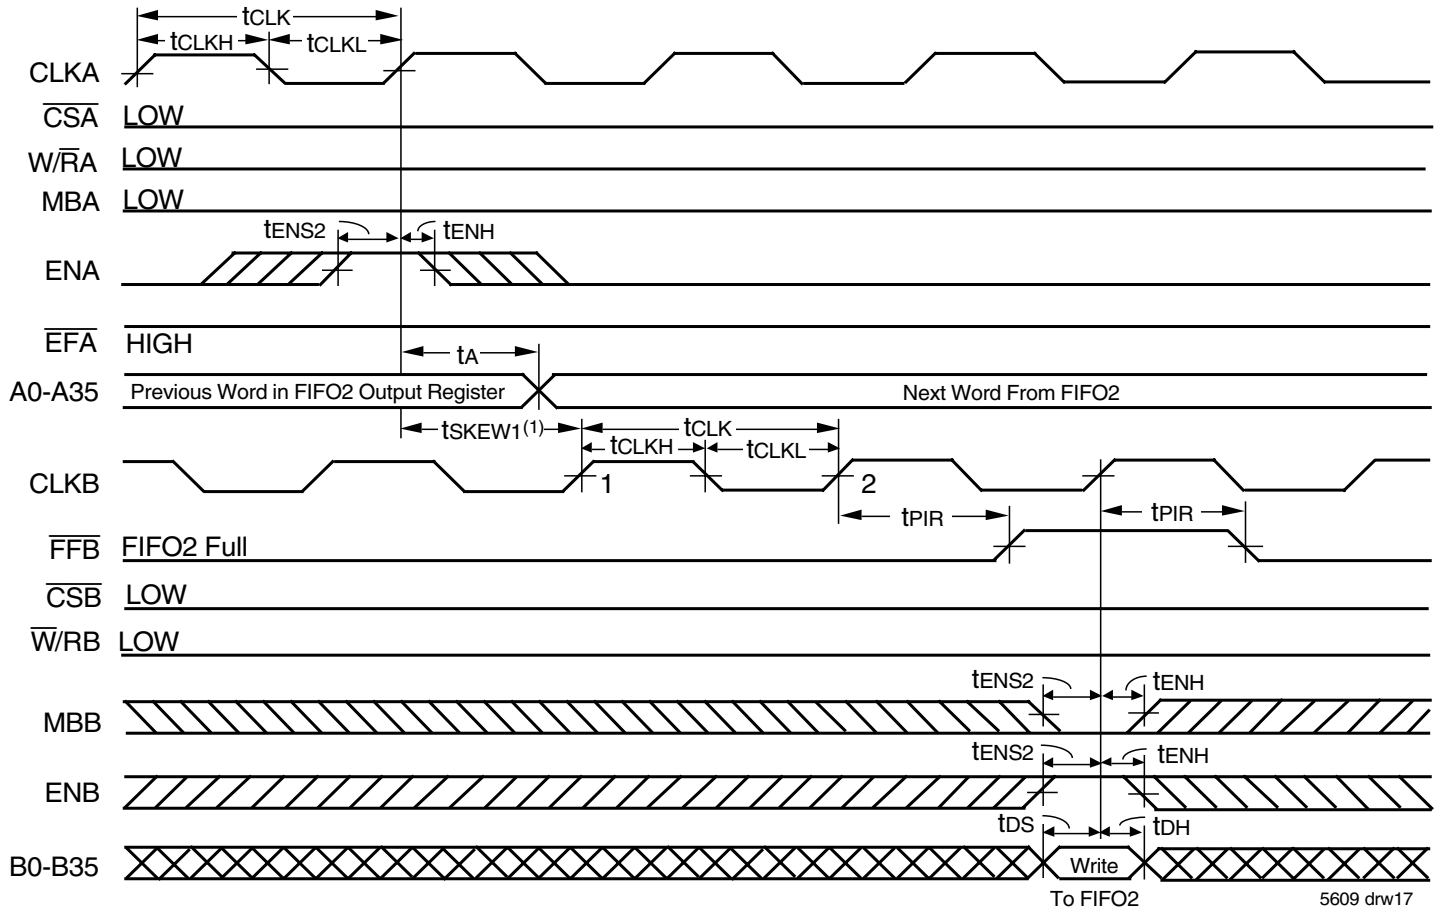 tCLK
tCLKH tCLKL
CLKA
CSA LOW
W/RA LOW
MBA LOW
tENS2 tENH
ENA
EFA HIGH
tA
A0-A35 Previous Word in FIFO2 Output Register Next Word From FIFO2
tSKEW1(1) tCLK
tCLKH tCLKL
CLKB 1 2
tPIR tPIR
FFB FIFO2 Full
CSB LOW
W/RB LOW
tENS2 tENH
MBB
tENS2 tENH
ENB
tDS tDH
B0-B35 Write
To FIFO2 5609 drw17